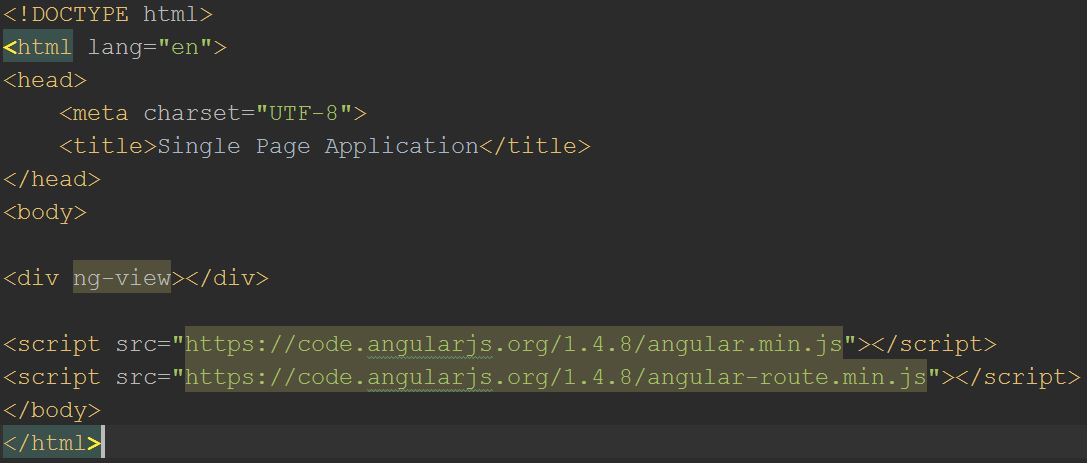 <!DOCTYPE html>
<html lang="en">
<head>
    <meta charset="UTF-8">
    <title>Single Page Application</title>
</head>
<body>

<div ng-view></div>

<script src="https://code.angularjs.org/1.4.8/angular.min.js"></script>
<script src="https://code.angularjs.org/1.4.8/angular-route.min.js"></script>
</body>
</html>